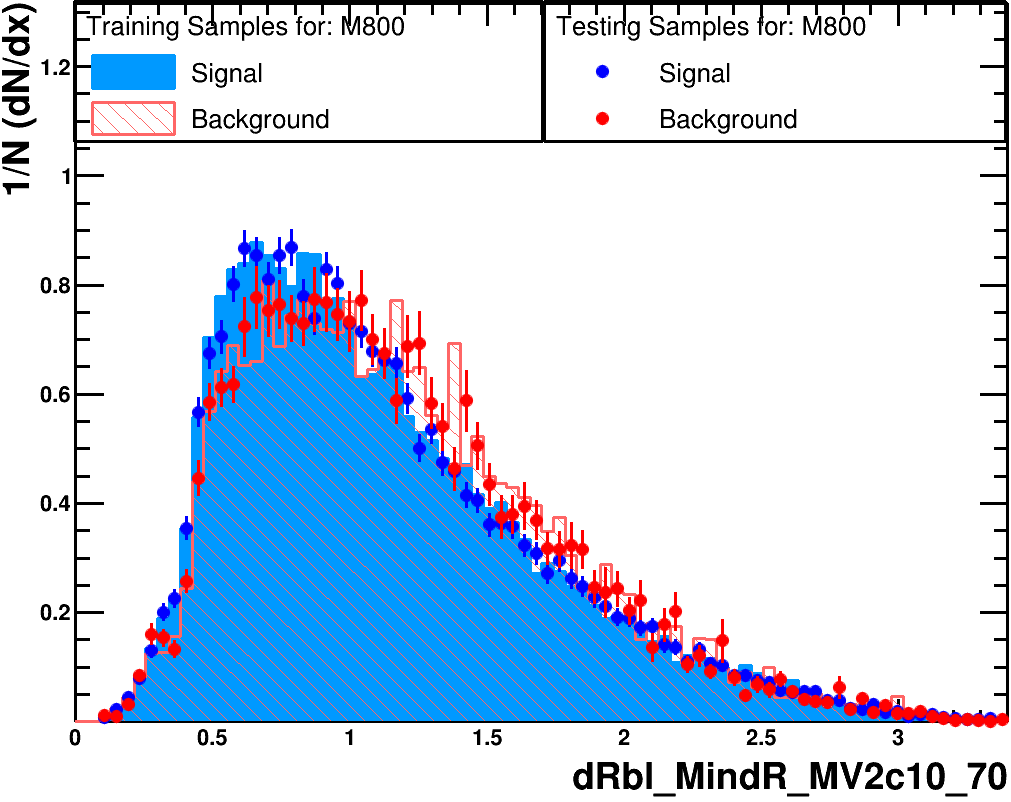 1/N (dN/dx)
Training Samples for: M800
Signal
Background
Testing Samples for: M800
Signal
Background
1.2
1
0.8
0.6
0.4
0.2
0 0.5 1 1.5 2 2.5 3
dRbl_MindR_MV2c10_70